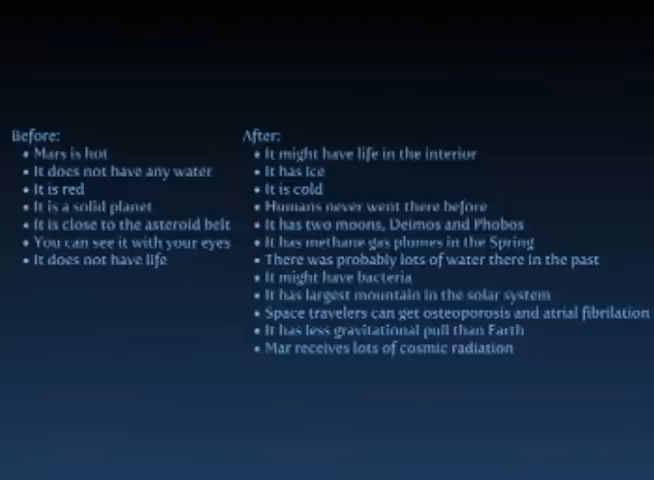 Before:
• Mars is hot
• It does not have any water
• It is red
• It is a solid planet
• It is close to the asteroid belt
• You can see it with your eyes
• It does not have life
After:
• It might have life in the interior
• It has Ice
• It is cold
• Humans never went there before
• It has two moons, Deimos and Phobos
• It has methane gas plumes in the Spring
• There was probably lots of water there in the past
• It might have bacteria
• It has largest mountain in the solar system
• Space travelers can get osteoporosis and atrial fibrilation
• It has less gravitational pull than Earth
• Mar receives lots of cosmic radiation